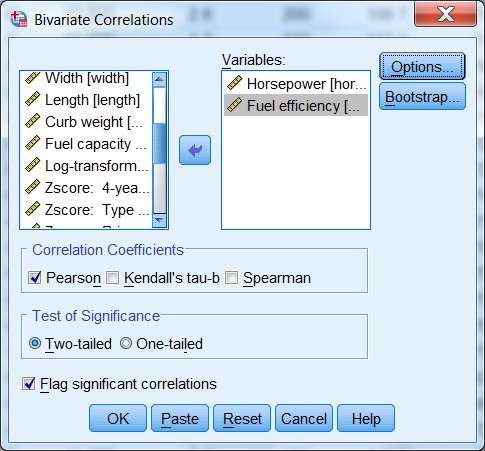 Bivariate Correlations
Width [width]
Length [length]
Curb weight [...
Fuel capacity ...
Log-transform...
Zscore: 4-yea...
Zscore: Type ...
Variables:
Horsepower [hor...
Fuel efficiency [...
Options...
Bootstrap...
Correlation Coefficients
Pearson Kendall's tau-b Spearman
Test of Significance
Two-tailed One-tailed
Flag significant correlations
OK Paste Reset Cancel Help